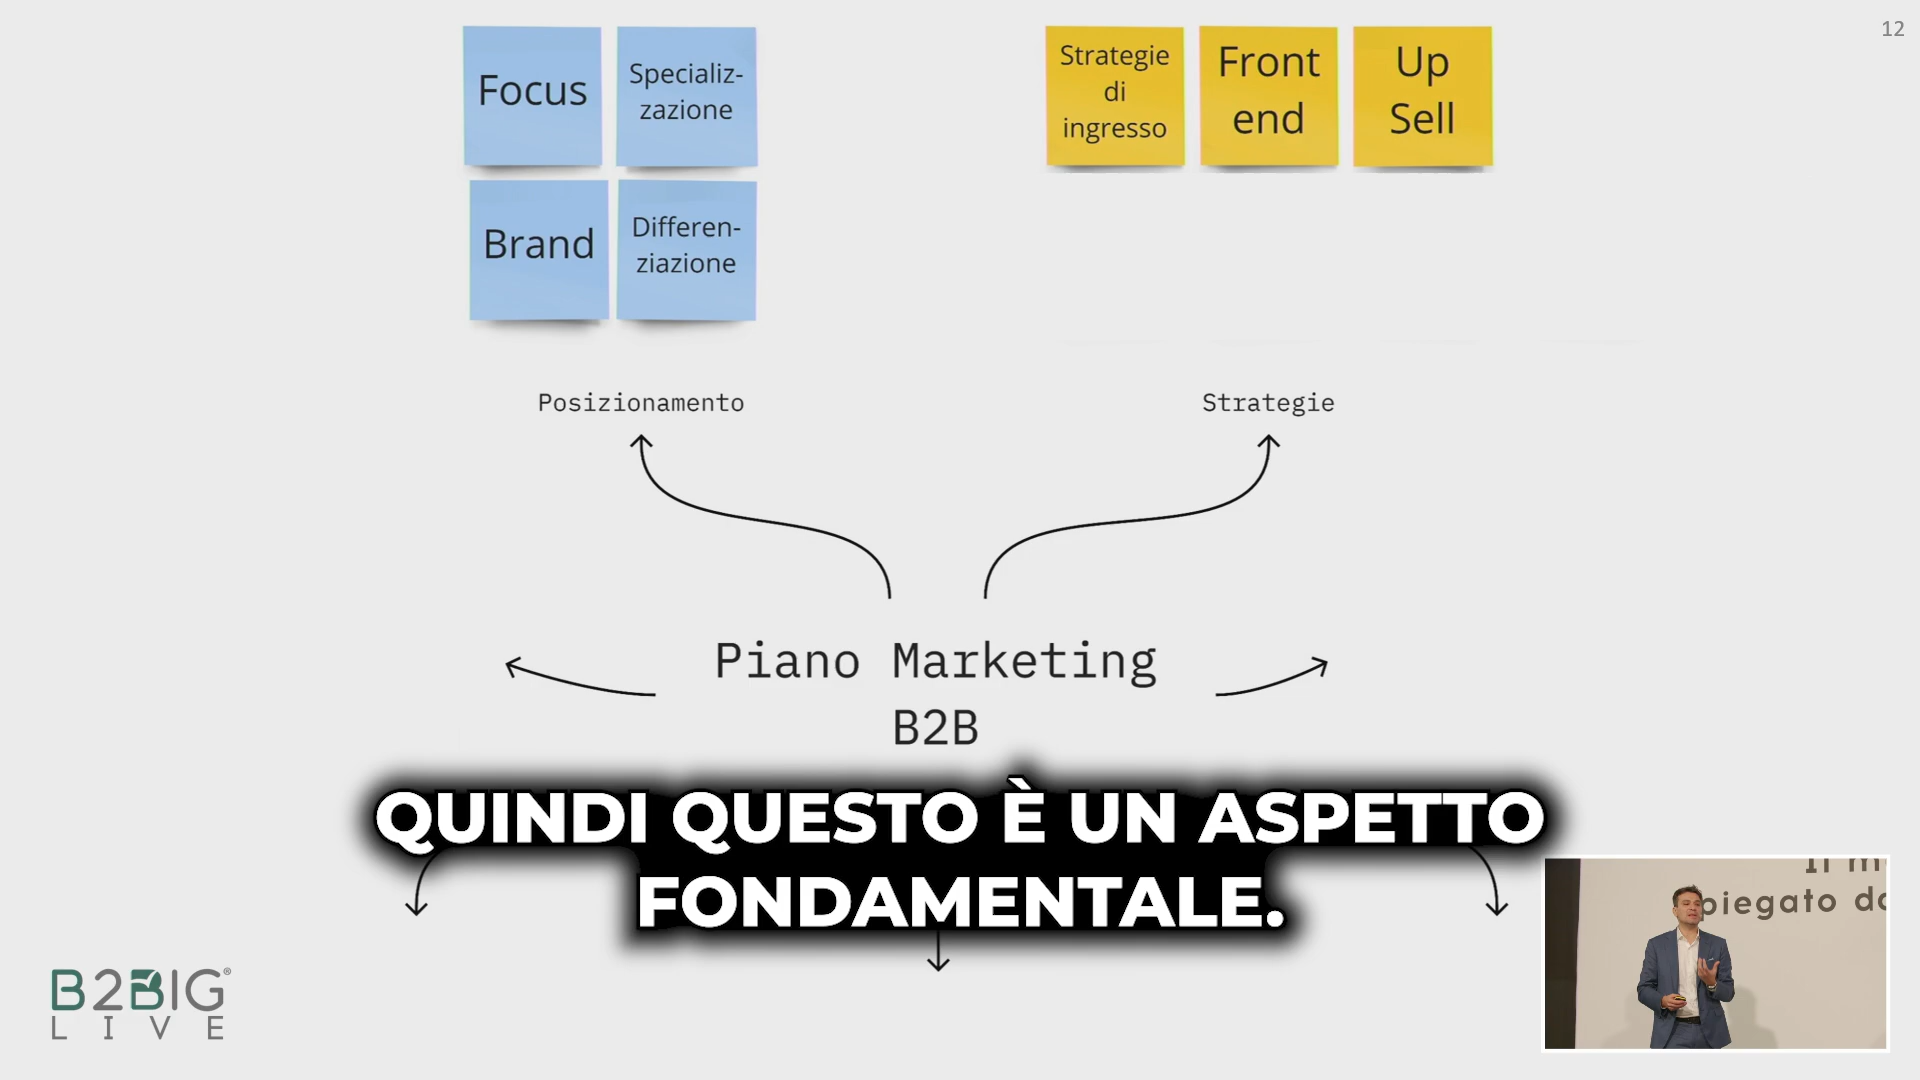 12
Focus
Specializ-
zazione
Brand
Differen-
ziazione
Strategie
di
ingresso
Front
end
Up
Sell
Posizionamento
Strategie
Piano Marketing
B2B
QUINDI QUESTO È UN ASPETTO
FONDAMENTALE.
piegato
B2BIG®
LIVE